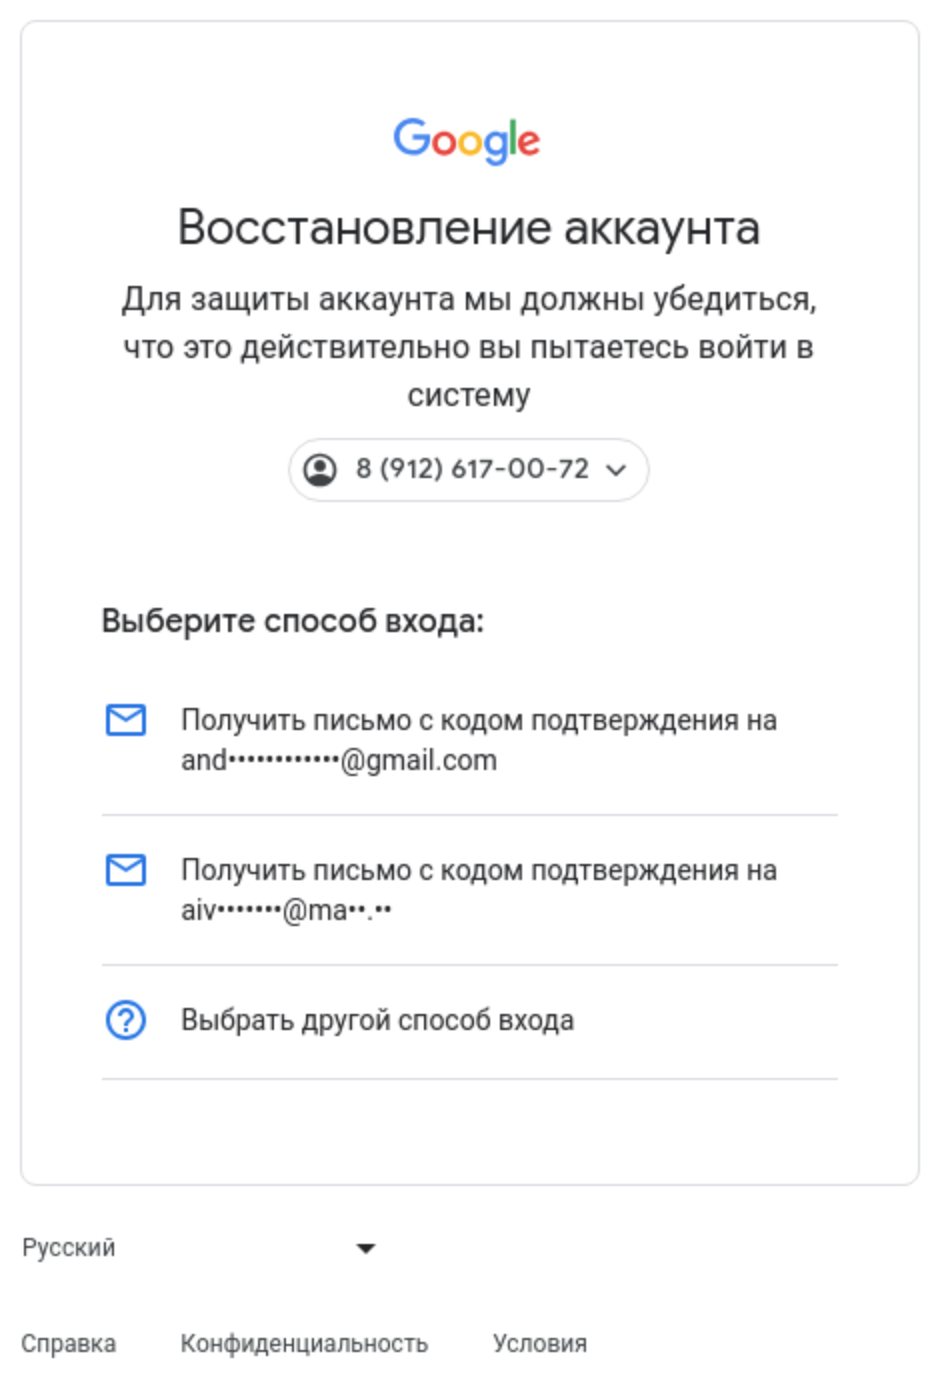 Google
Восстановление аккаунта
Для защиты аккаунта мы должны убедиться,
что это действительно вы пытаетесь войти в
систему
8 (912) 617-00-72
Выберите способ входа:
Получить письмо с кодом подтверждения на
and••••••••••••@gmail.com
Получить письмо с кодом подтверждения на
aiv•••••••@ma••.••
Выбрать другой способ входа
Русский
Справка Конфиденциальность Условия